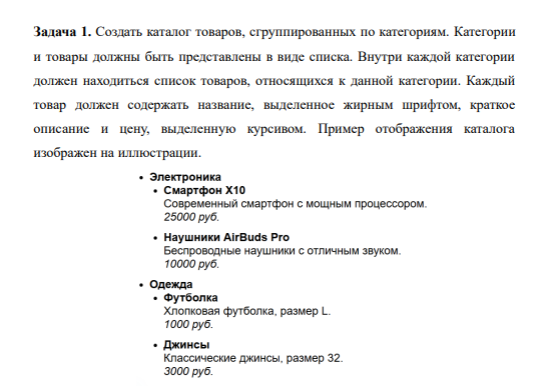 Задача 1. Создать каталог товаров, сгруппированных по категориям. Категории
и товары должны быть представлены в виде списка. Внутри каждой категории
должен находиться список товаров, относящихся к данной категории. Каждый
товар должен содержать название, выделенное жирным шрифтом, краткое
описание и цену, выделенную курсивом. Пример отображения каталога
изображен на иллюстрации.
• Электроника
• Смартфон X10
Современный смартфон с мощным процессором.
25000 руб.
• Наушники AirBuds Pro
Беспроводные наушники с отличным звуком.
10000 руб.
• Одежда
• Футболка
Хлопковая футболка, размер L.
1000 руб.
• Джинсы
Классические джинсы, размер 32.
3000 руб.